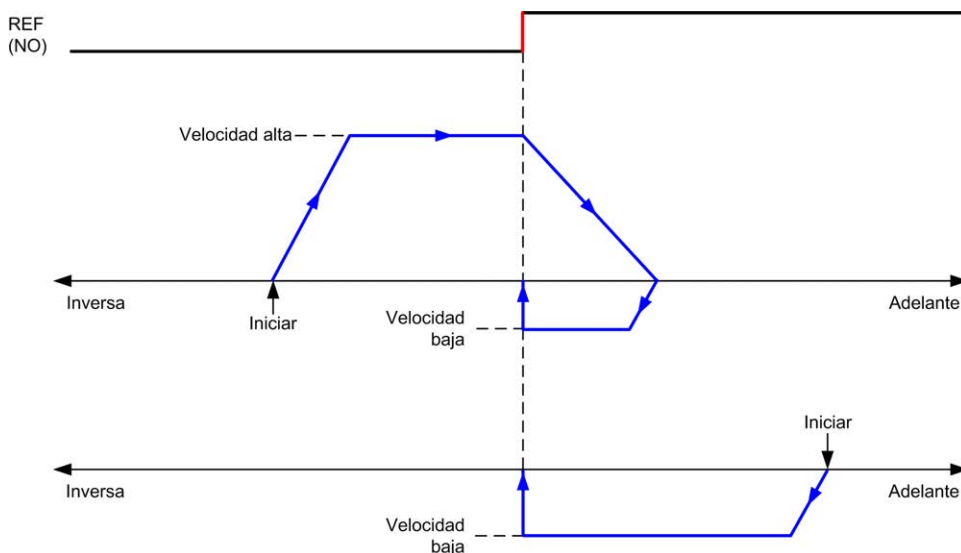 REF
(NO)
Velocidad alta
Inversa
Iniciar
Adelante
Velocidad
baja
Iniciar
Inversa
Adelante
Velocidad
baja